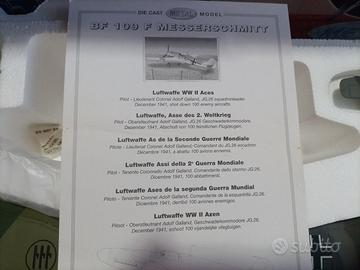 DIE CAST METAL MODEL
BF 109 F MESSERSCHMITT
Luftwaffe WW II Aces
Pilot - Lieutenant Colonel Adolf Galland, JG.26 squadronleader
December 1941, shot down 100 enemy aircrafts.
Luftwaffe, Asse des 2. Weltkrieg
Pilot - Oberstleutnant Adolf Galland, JG.26 Geschwaderkommodore,
December 1941, Abschuß von 100 feindlichen Flugzeugen.
Luftwaffe As de la Seconde Guerre Mondiale
Pilote - Lieutenant Colonel Adolf Galland, Commandant du JG.26 escadron
Décembre 1941, a abattu 100 avions ennemis.
Luftwaffe Assi della 2ª Guerra Mondiale
Pilota - Tenente Colonnello Adolf Galland, Comandante dello stormo JG.26,
Dicembre 1941, 100 abbattimenti.
Luftwaffe Ases de la segunda Guerra Mundial
Piloto - Teniente Coronel Adolf Galland, Comandante de el esquadrilla JG.26,
Diciembre 1941, derribó 100 aviones enemigos.
Luftwaffe WW II Azen
Piloot - Oberstleutnant Adolf Galland, Geschwaderkommodore JG.26,
December 1941, schoot 100 vijandelijke vliegtuigen.
subito